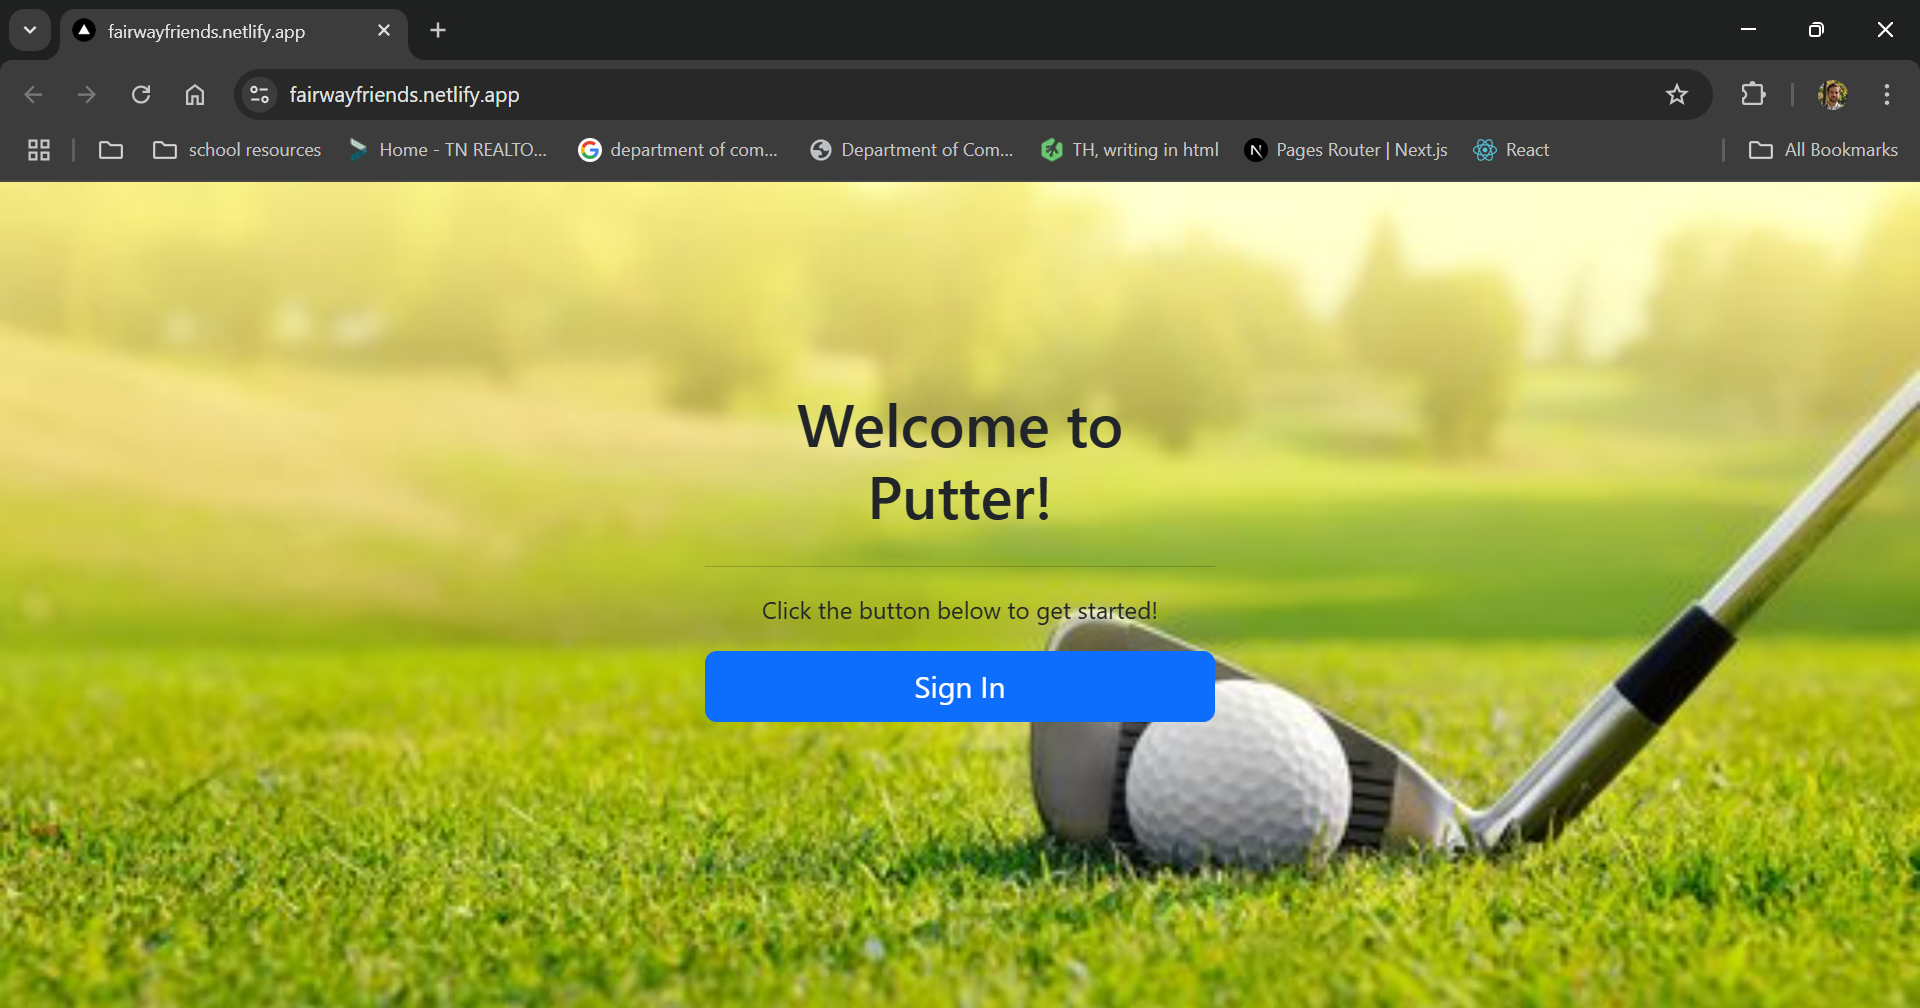 fairwayfriends.netlify.app
fairwayfriends.netlify.app
school resources
Home - TN REALTO...
department of com...
Department of Com...
TH, writing in html
Pages Router | Next.js
React
All Bookmarks
Welcome to
Putter!
Click the button below to get started!
Sign In